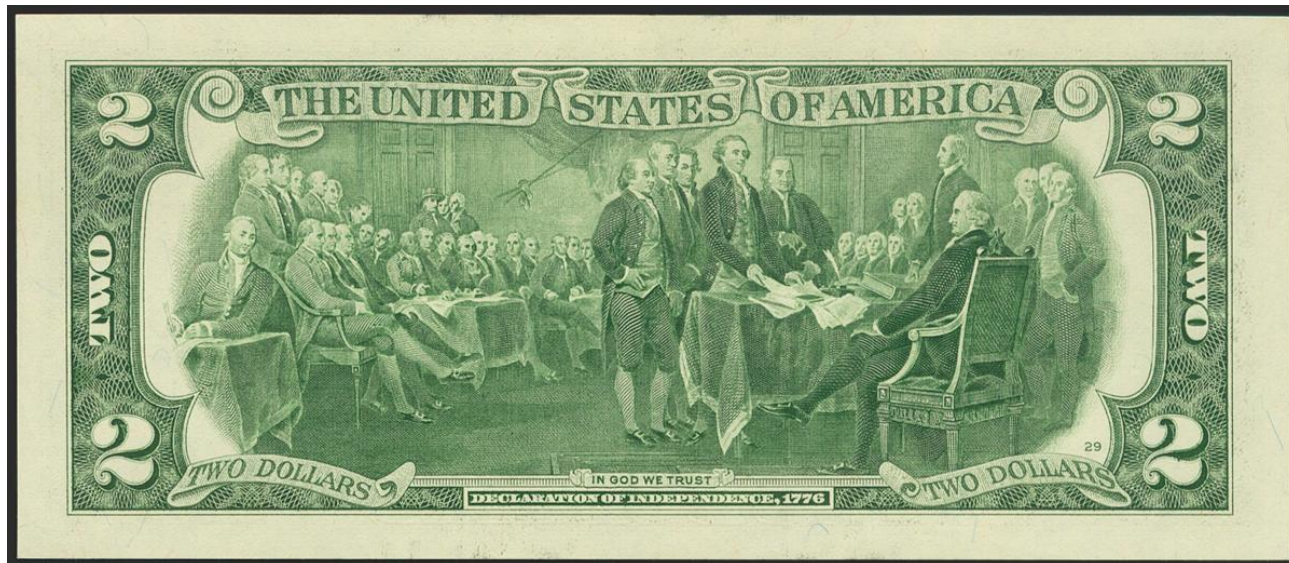 THE UNITED STATES OF AMERICA
2
2
TWO
TWO
2
2
29
TWO DOLLARS
IN GOD WE TRUST
TWO DOLLARS
DECLARATION OF INDEPENDENCE, 1776